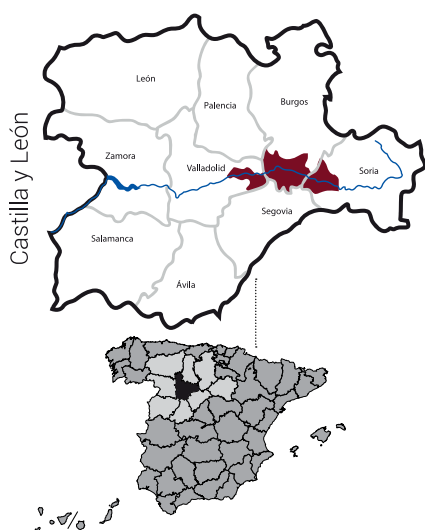 León
Palencia
Burgos
Castilla y León
Zamora
Valladolid
Soria
Segovia
Salamanca
Ávila